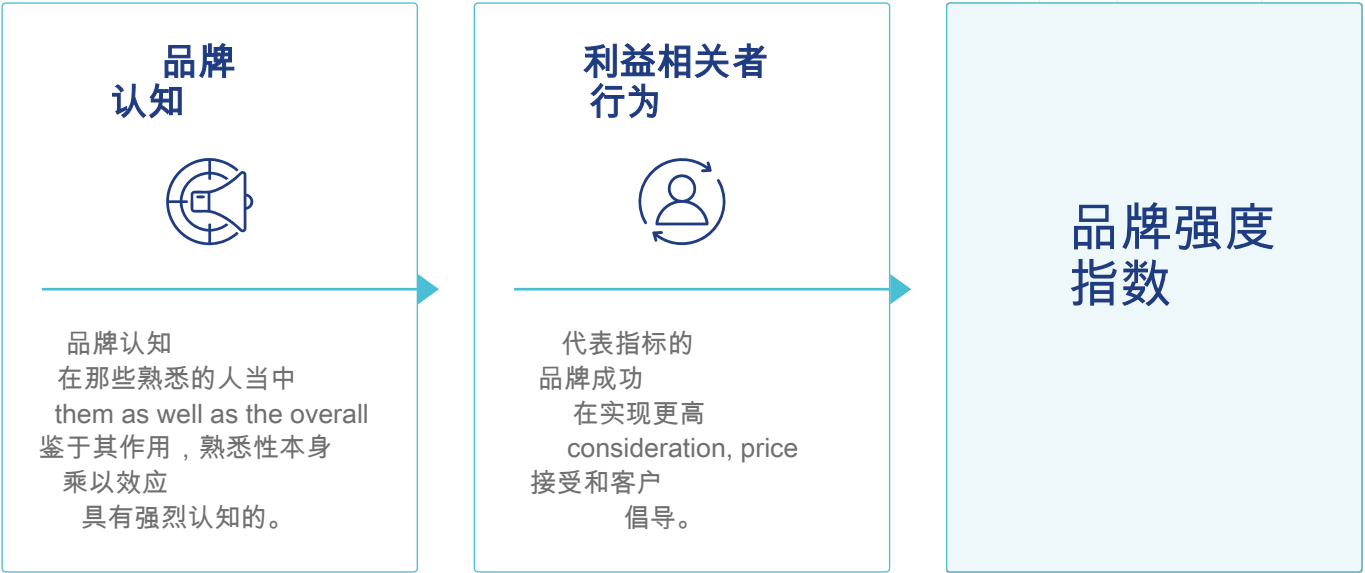 品牌
认知
品牌认知
在那些熟悉的人当中
them as well as the overall
鉴于其作用，熟悉性本身
乘以效应
具有强烈认知的。
利益相关者
行为
代表指标的
品牌成功
在实现更高
consideration, price
接受和客户
倡导。
品牌强度
指数